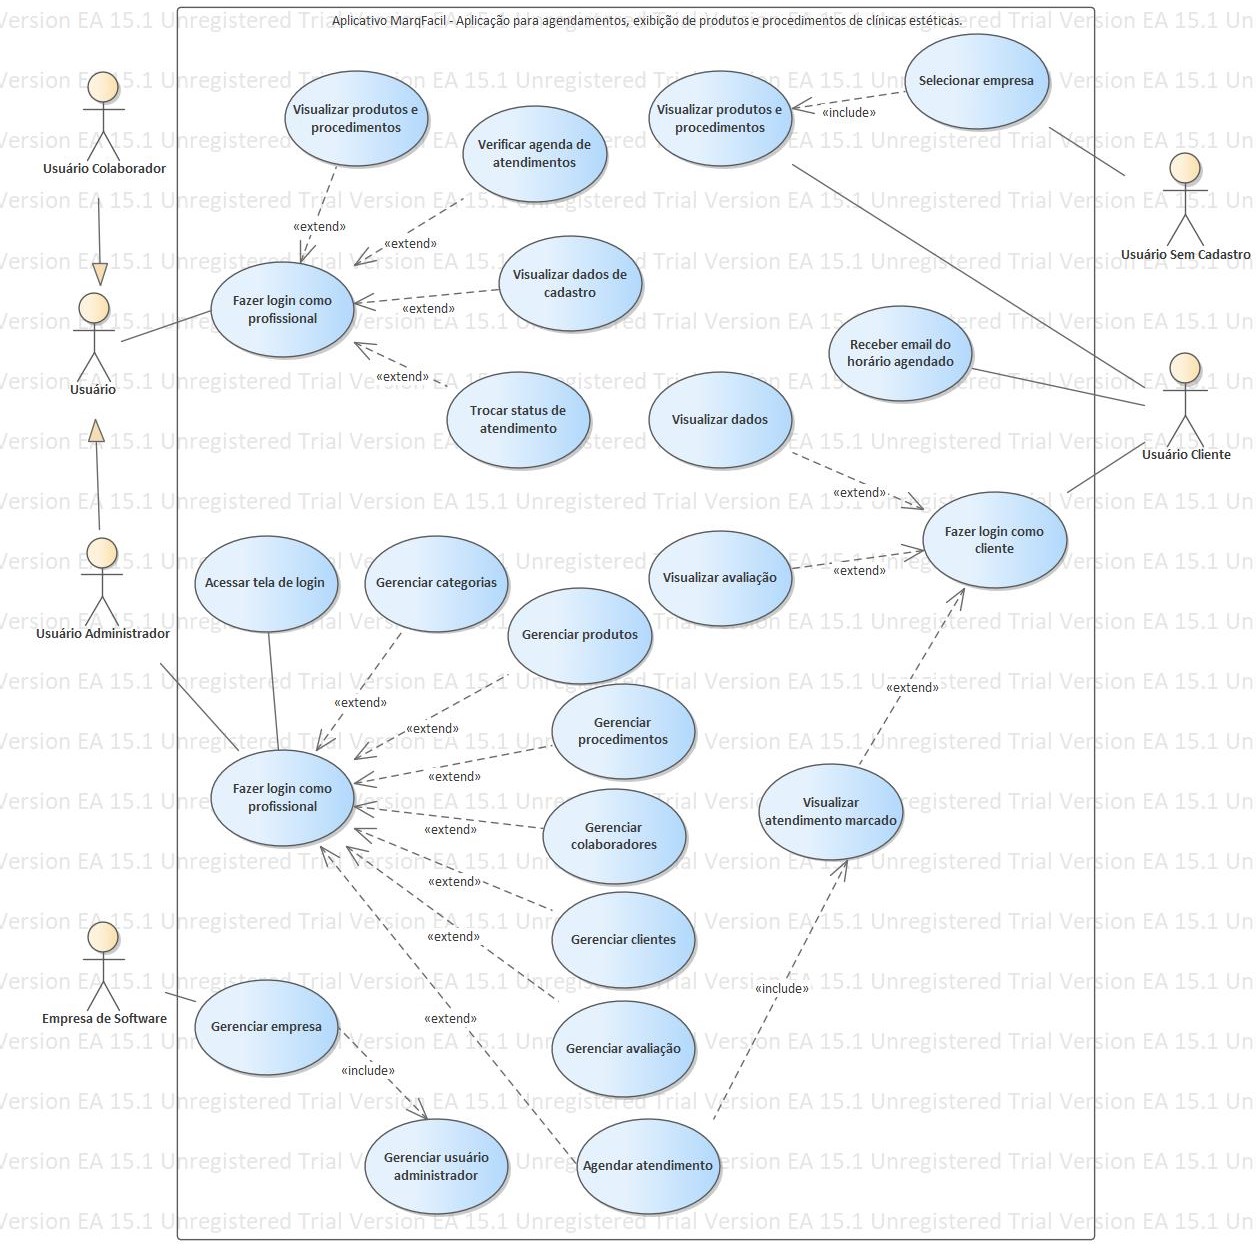 Aplicativo MarqFacil - Aplicação para agendamentos, exibição de produtos e procedimentos de clínicas estéticas.
Usuário Colaborador
Visualizar produtos e
procedimentos
Verificar agenda de
atendimentos
Visualizar produtos e
procedimentos
«include»
Selecionar empresa
Usuário Sem Cadastro
«extend»
«extend»
Visualizar dados de
cadastro
«extend»
Fazer login como
profissional
Usuário
«extend»
Trocar status de
atendimento
Receber email do
horário agendado
Visualizar dados
Usuário Cliente
«extend»
Fazer login como
cliente
Visualizar avaliação
«extend»
«extend»
Usuário Administrador
Acessar tela de login
Gerenciar categorias
Gerenciar produtos
«extend»
«extend»
Gerenciar
procedimentos
«extend»
Fazer login como
profissional
«extend»
Gerenciar
colaboradores
Visualizar
atendimento marcado
«extend»
Gerenciar clientes
«extend»
«extend»
«include»
Empresa de Software
Gerenciar empresa
Gerenciar avaliação
«include»
Gerenciar usuário
administrador
Agendar atendimento
Version EA 15.1 Unregistered Trial Version EA 15.1 Unregistered Trial Version EA 15.1 Unregistered Trial Version EA 15.1 Un